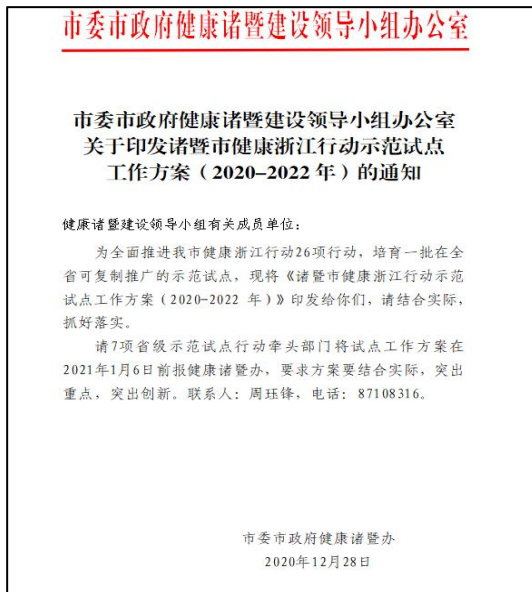 市委市政府健康诸暨建设领导小组办公室
市委市政府健康诸暨建设领导小组办公室
关于印发诸暨市健康浙江行动示范试点
工作方案（2020–2022 年）的通知
健康诸暨建设领导小组有关成员单位：
为全面推进我市健康浙江行动26项行动，培育一批在全
省可复制推广的示范试点，现将《诸暨市健康浙江行动示范
试点工作方案（2020-2022 年）》印发给你们，请结合实际，
抓好落实。
请7项省级示范试点行动牵头部门将试点工作方案在
2021年1月6日前报健康诸暨办，要求方案要结合实际，突出
重点，突出创新。联系人：周珏锋，电话：87108316。
市委市政府健康诸暨办
2020年12月28日